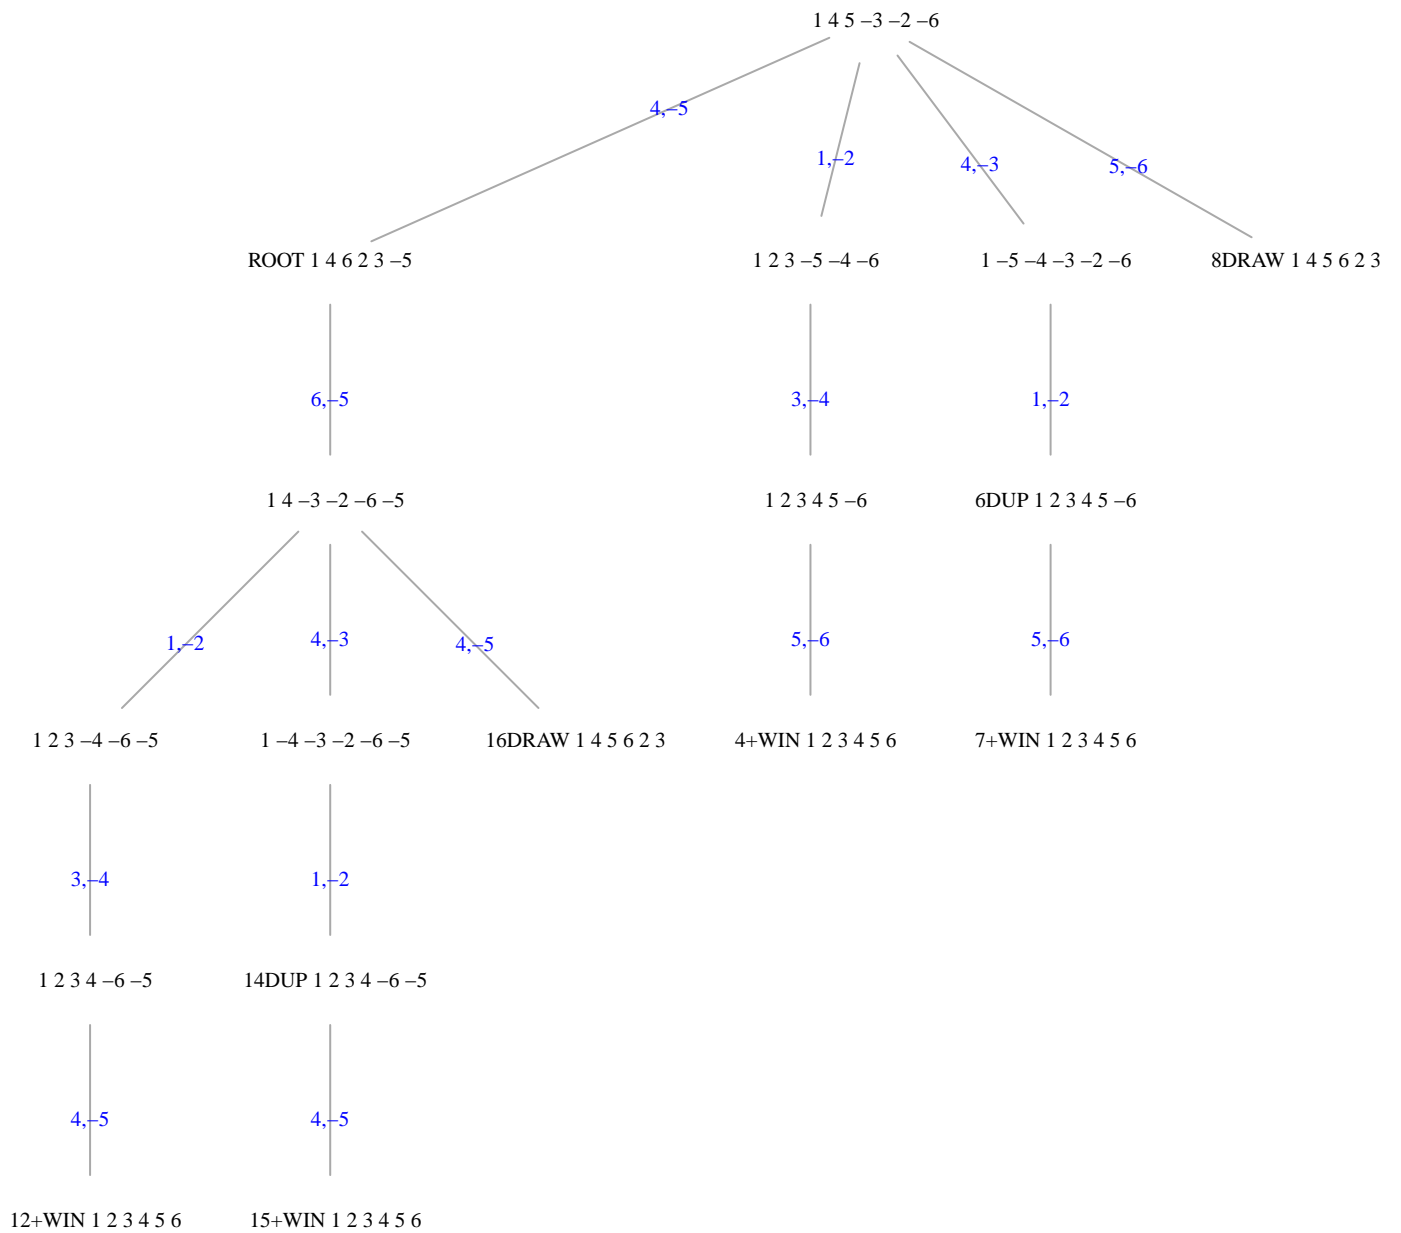 1 4 5 –3 –2 –6
4,–5
1,–2
4,–3
5,–6
ROOT 1 4 6 2 3 –5
1 2 3 –5 –4 –6
1 –5 –4 –3 –2 –6
8DRAW 1 4 5 6 2 3
6,–5
3,–4
1,–2
1 4 –3 –2 –6 –5
1 2 3 4 5 –6
6DUP 1 2 3 4 5 –6
1,–2
4,–3
4,–5
5,–6
5,–6
1 2 3 –4 –6 –5
1 –4 –3 –2 –6 –5
16DRAW 1 4 5 6 2 3
4+WIN 1 2 3 4 5 6
7+WIN 1 2 3 4 5 6
3,–4
1,–2
1 2 3 4 –6 –5
14DUP 1 2 3 4 –6 –5
4,–5
4,–5
12+WIN 1 2 3 4 5 6
15+WIN 1 2 3 4 5 6